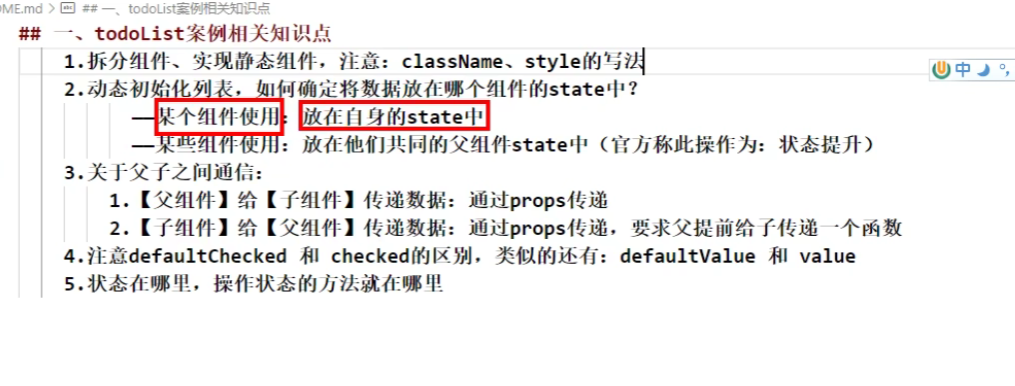 OME.md > ## 一、todoList案例相关知识点
## 一、todoList案例相关知识点
1.拆分组件、实现静态组件，注意：className、style的写法
中
2.动态初始化列表，如何确定将数据放在哪个组件的state中？
——某个组件使用：放在自身的state中
——某些组件使用：放在他们共同的父组件state中（官方称此操作为：状态提升）
3.关于父子之间通信：
1.【父组件】给【子组件】传递数据：通过props传递
2.【子组件】给【父组件】传递数据：通过props传递，要求父提前给子传递一个函数
4.注意defaultChecked 和 checked的区别，类似的还有：defaultValue 和 value
5.状态在哪里，操作状态的方法就在哪里